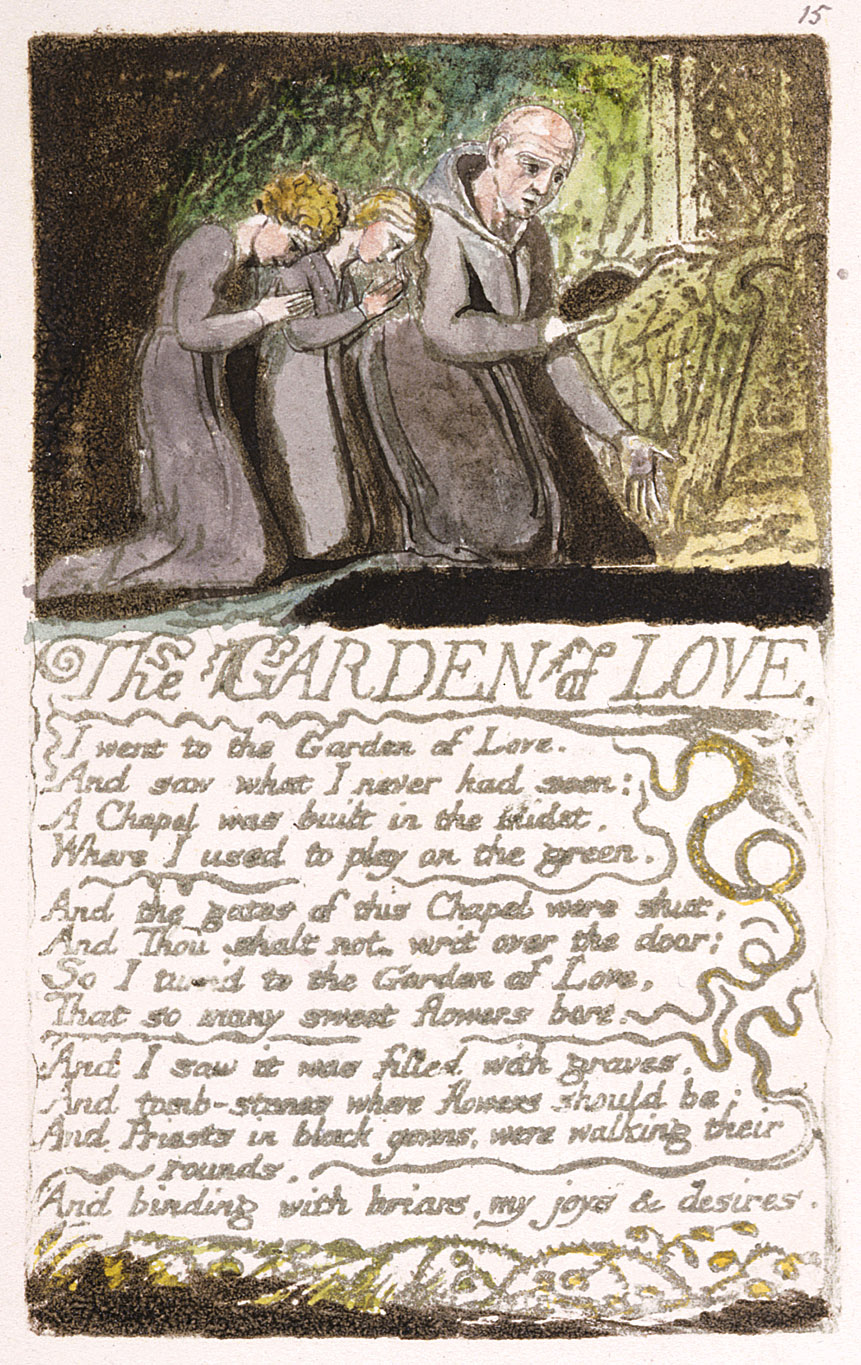 15
The GARDEN of LOVE
I went to the Garden of Love.
And saw what I never had seen:
A Chapel was built in the midst,
Where I used to play on the green.
And the gates of this Chapel were shut,
And Thou shalt not. writ over the door;
So I turn'd to the Garden of Love,
That so many sweet flowers bore.
And I saw it was filled with graves,
And tomb-stones where flowers should be:
And Priests in black gowns, were walking their
rounds,
And binding with briars, my joys & desires.